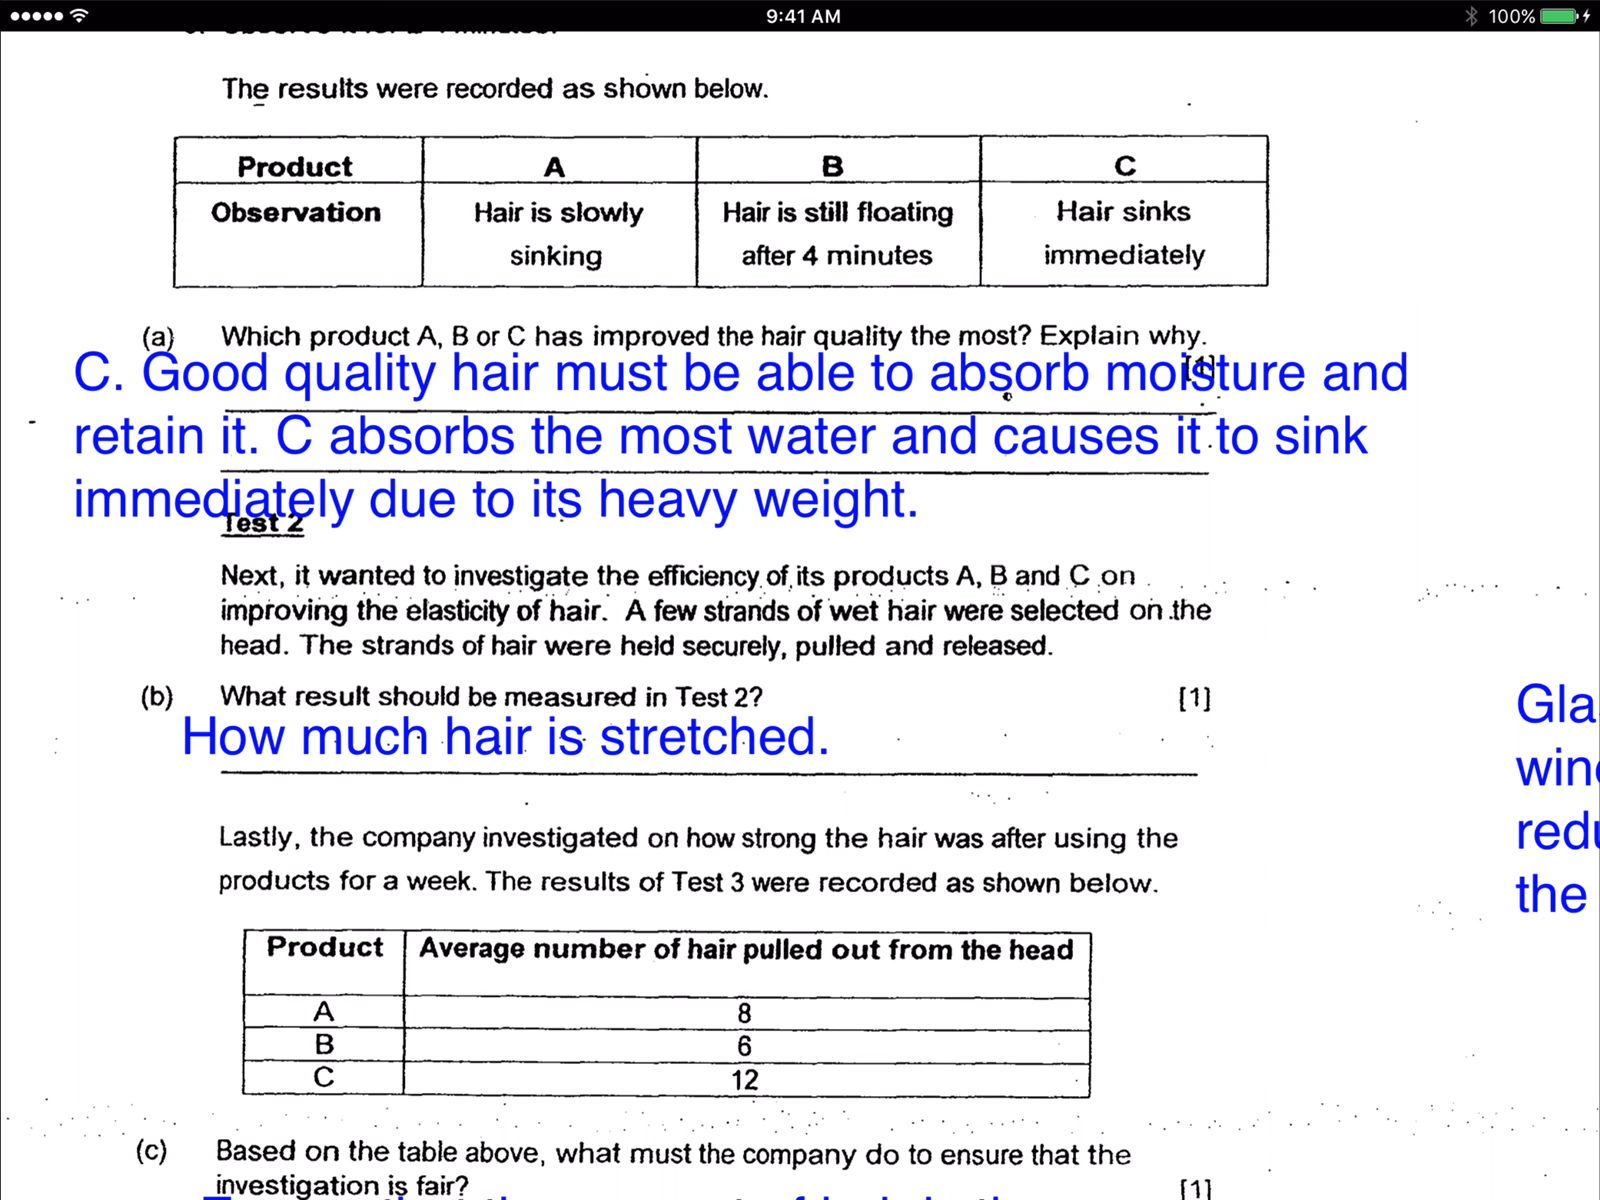 9:41 AM
100%
The results were recorded as shown below.
Product A B C
Observation Hair is slowly Hair is still floating Hair sinks
sinking after 4 minutes immediately
(a) Which product A, B or C has improved the hair quality the most? Explain why.
[1]
C. Good quality hair must be able to absorb moisture and
retain it. C absorbs the most water and causes it to sink
immediately due to its heavy weight.
Test 2
Next, it wanted to investigate the efficiency of its products A, B and C on
improving the elasticity of hair. A few strands of wet hair were selected on the
head. The strands of hair were held securely, pulled and released.
(b) What result should be measured in Test 2? [1]
How much hair is stretched.
Lastly, the company investigated on how strong the hair was after using the
products for a week. The results of Test 3 were recorded as shown below.
Product Average number of hair pulled out from the head
A 8
B 6
C 12
(c) Based on the table above, what must the company do to ensure that the
investigation is fair? [1]
the